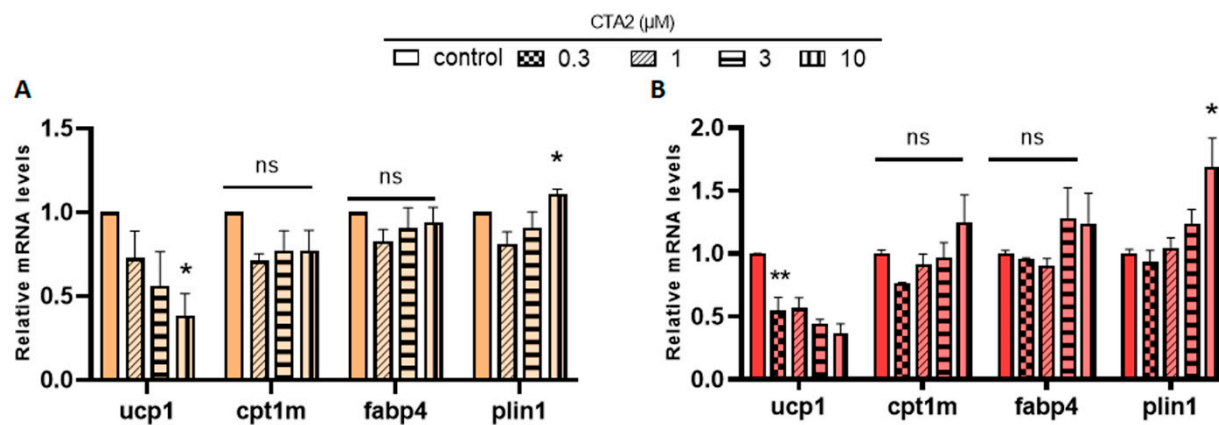 CTA2 (µM)
control 0.3 1 3 10
A
B
Relative mRNA levels
1.5
1.0
0.5
0.0
ns
ns
*
*
ucp1 cpt1m fabp4 plin1
Relative mRNA levels
2.0
1.5
1.0
0.5
0.0
*
ns
ns
**
ucp1 cpt1m fabp4 plin1